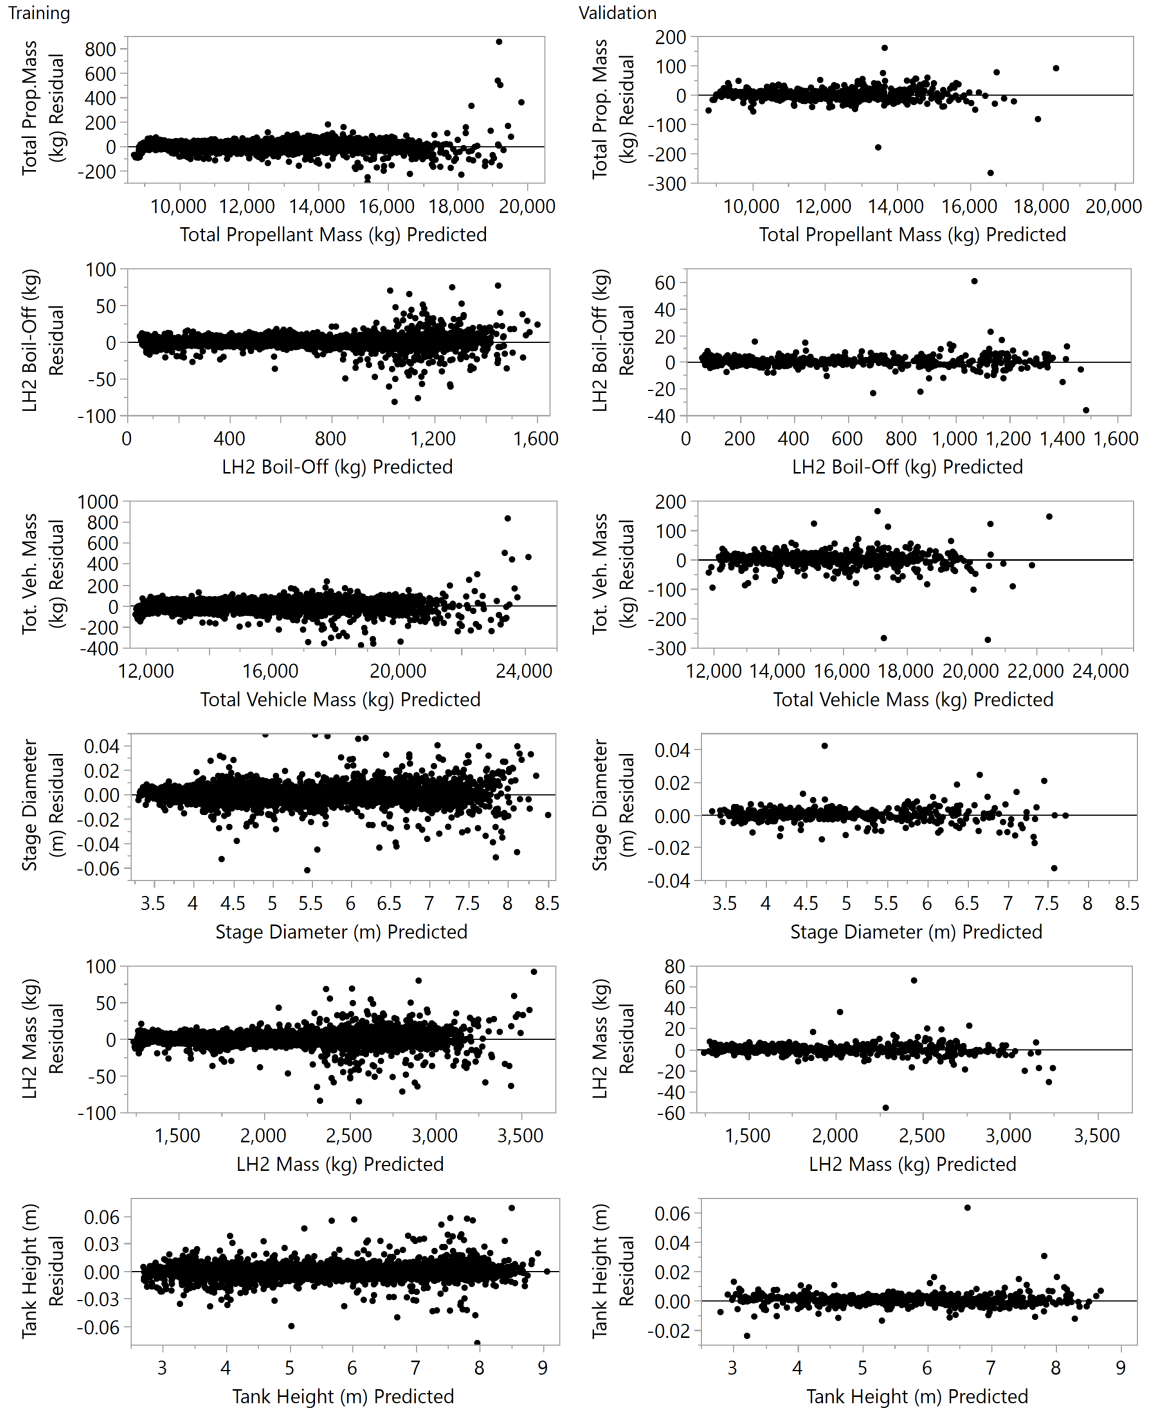 Training
Validation
Total Prop.Mass
(kg) Residual
800
600
400
200
0
-200
10,000 12,000 14,000 16,000 18,000 20,000
Total Propellant Mass (kg) Predicted
Total Prop. Mass
(kg) Residual
200
100
0
-100
-200
-300
10,000 12,000 14,000 16,000 18,000 20,000
Total Propellant Mass (kg) Predicted
LH2 Boil-Off (kg)
Residual
100
50
0
-50
-100
0 400 800 1,200 1,600
LH2 Boil-Off (kg) Predicted
LH2 Boil-Off (kg)
Residual
60
40
20
0
-20
-40
0 200 400 600 800 1,000 1,200 1,400 1,600
LH2 Boil-Off (kg) Predicted
Tot. Veh. Mass
(kg) Residual
1000
800
600
400
200
0
-200
-400
12,000 16,000 20,000 24,000
Total Vehicle Mass (kg) Predicted
Tot. Veh. Mass
(kg) Residual
200
100
0
-100
-200
-300
12,000 14,000 16,000 18,000 20,000 22,000 24,000
Total Vehicle Mass (kg) Predicted
Stage Diameter
(m) Residual
0.04
0.02
0.00
-0.02
-0.04
-0.06
3.5 4 4.5 5 5.5 6 6.5 7 7.5 8 8.5
Stage Diameter (m) Predicted
Stage Diameter
(m) Residual
0.04
0.02
0.00
-0.02
-0.04
3.5 4 4.5 5 5.5 6 6.5 7 7.5 8 8.5
Stage Diameter (m) Predicted
LH2 Mass (kg)
Residual
100
50
0
-50
-100
1,500 2,000 2,500 3,000 3,500
LH2 Mass (kg) Predicted
LH2 Mass (kg)
Residual
80
60
40
20
0
-20
-40
-60
1,500 2,000 2,500 3,000 3,500
LH2 Mass (kg) Predicted
Tank Height (m)
Residual
0.06
0.03
0.00
-0.03
-0.06
3 4 5 6 7 8 9
Tank Height (m) Predicted
Tank Height (m)
Residual
0.06
0.04
0.02
0.00
-0.02
3 4 5 6 7 8 9
Tank Height (m) Predicted